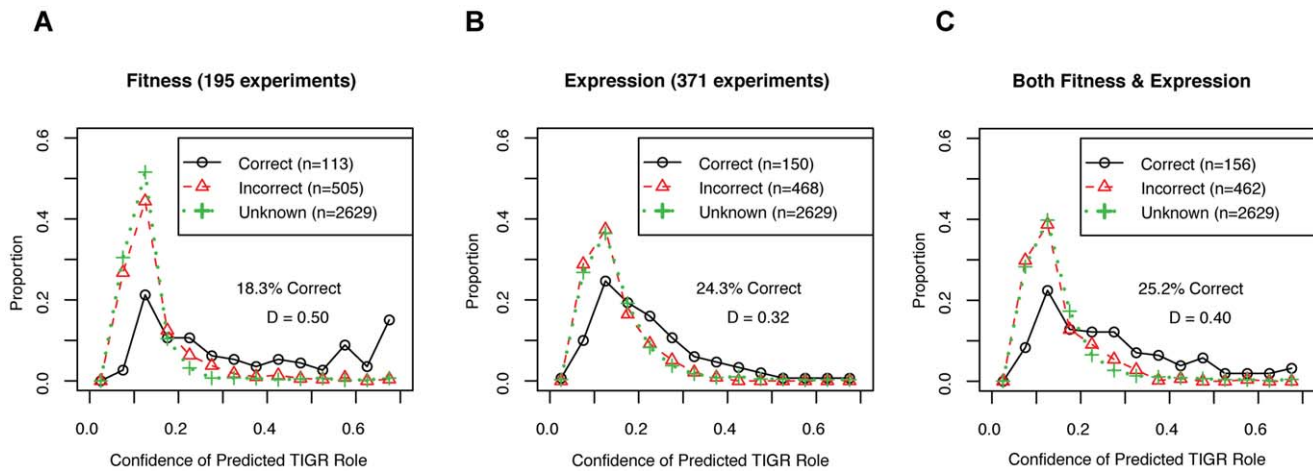 A
Fitness (195 experiments)
Proportion
0.0 0.2 0.4 0.6
Correct (n=113)
Incorrect (n=505)
Unknown (n=2629)
18.3% Correct
D = 0.50
0.0 0.2 0.4 0.6
Confidence of Predicted TIGR Role
B
Expression (371 experiments)
Proportion
0.0 0.2 0.4 0.6
Correct (n=150)
Incorrect (n=468)
Unknown (n=2629)
24.3% Correct
D = 0.32
0.0 0.2 0.4 0.6
Confidence of Predicted TIGR Role
C
Both Fitness & Expression
Proportion
0.0 0.2 0.4 0.6
Correct (n=156)
Incorrect (n=462)
Unknown (n=2629)
25.2% Correct
D = 0.40
0.0 0.2 0.4 0.6
Confidence of Predicted TIGR Role